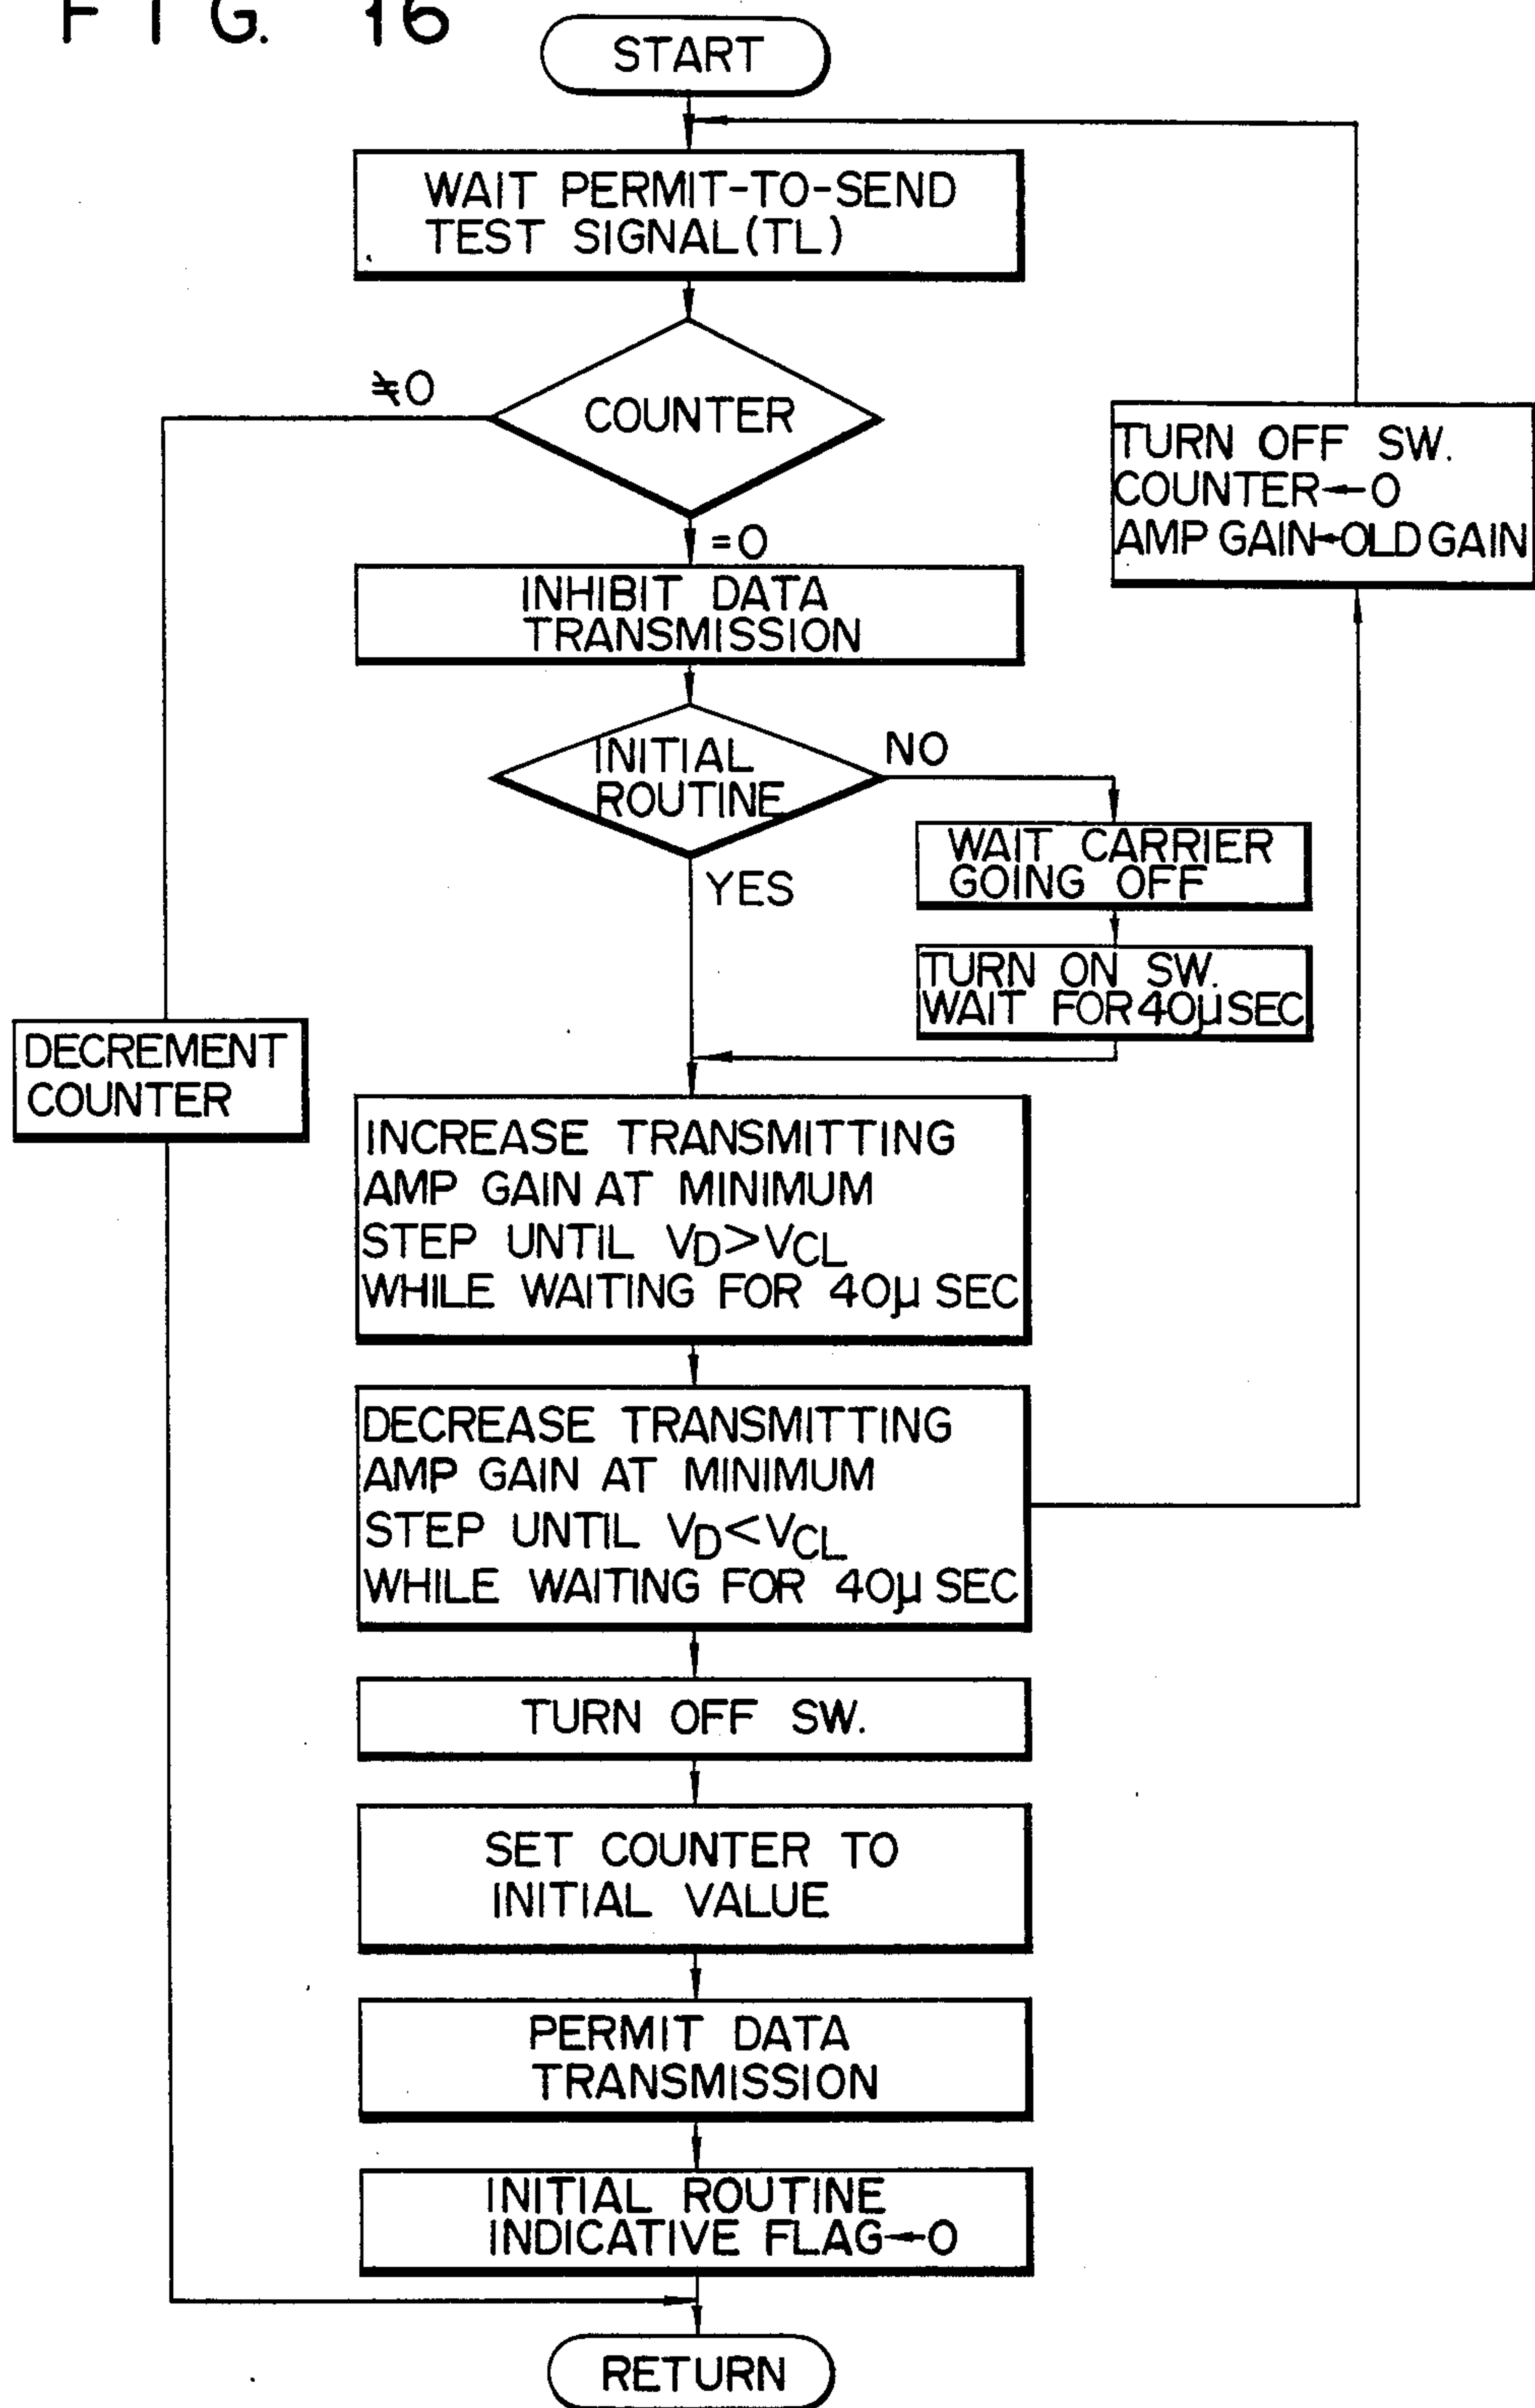 FIG. 16
START
WAIT PERMIT-TO-SEND
TEST SIGNAL(TL)
≠0
COUNTER
=0
TURN OFF SW.
COUNTER←0
AMP GAIN←OLD GAIN
INHIBIT DATA
TRANSMISSION
INITIAL
ROUTINE
NO
YES
WAIT CARRIER
GOING OFF
TURN ON SW.
WAIT FOR 40μSEC
DECREMENT
COUNTER
INCREASE TRANSMITTING
AMP GAIN AT MINIMUM
STEP UNTIL VD>VCL
WHILE WAITING FOR 40μ SEC
DECREASE TRANSMITTING
AMP GAIN AT MINIMUM
STEP UNTIL VD<VCL
WHILE WAITING FOR 40μ SEC
TURN OFF SW.
SET COUNTER TO
INITIAL VALUE
PERMIT DATA
TRANSMISSION
INITIAL ROUTINE
INDICATIVE FLAG←0
RETURN